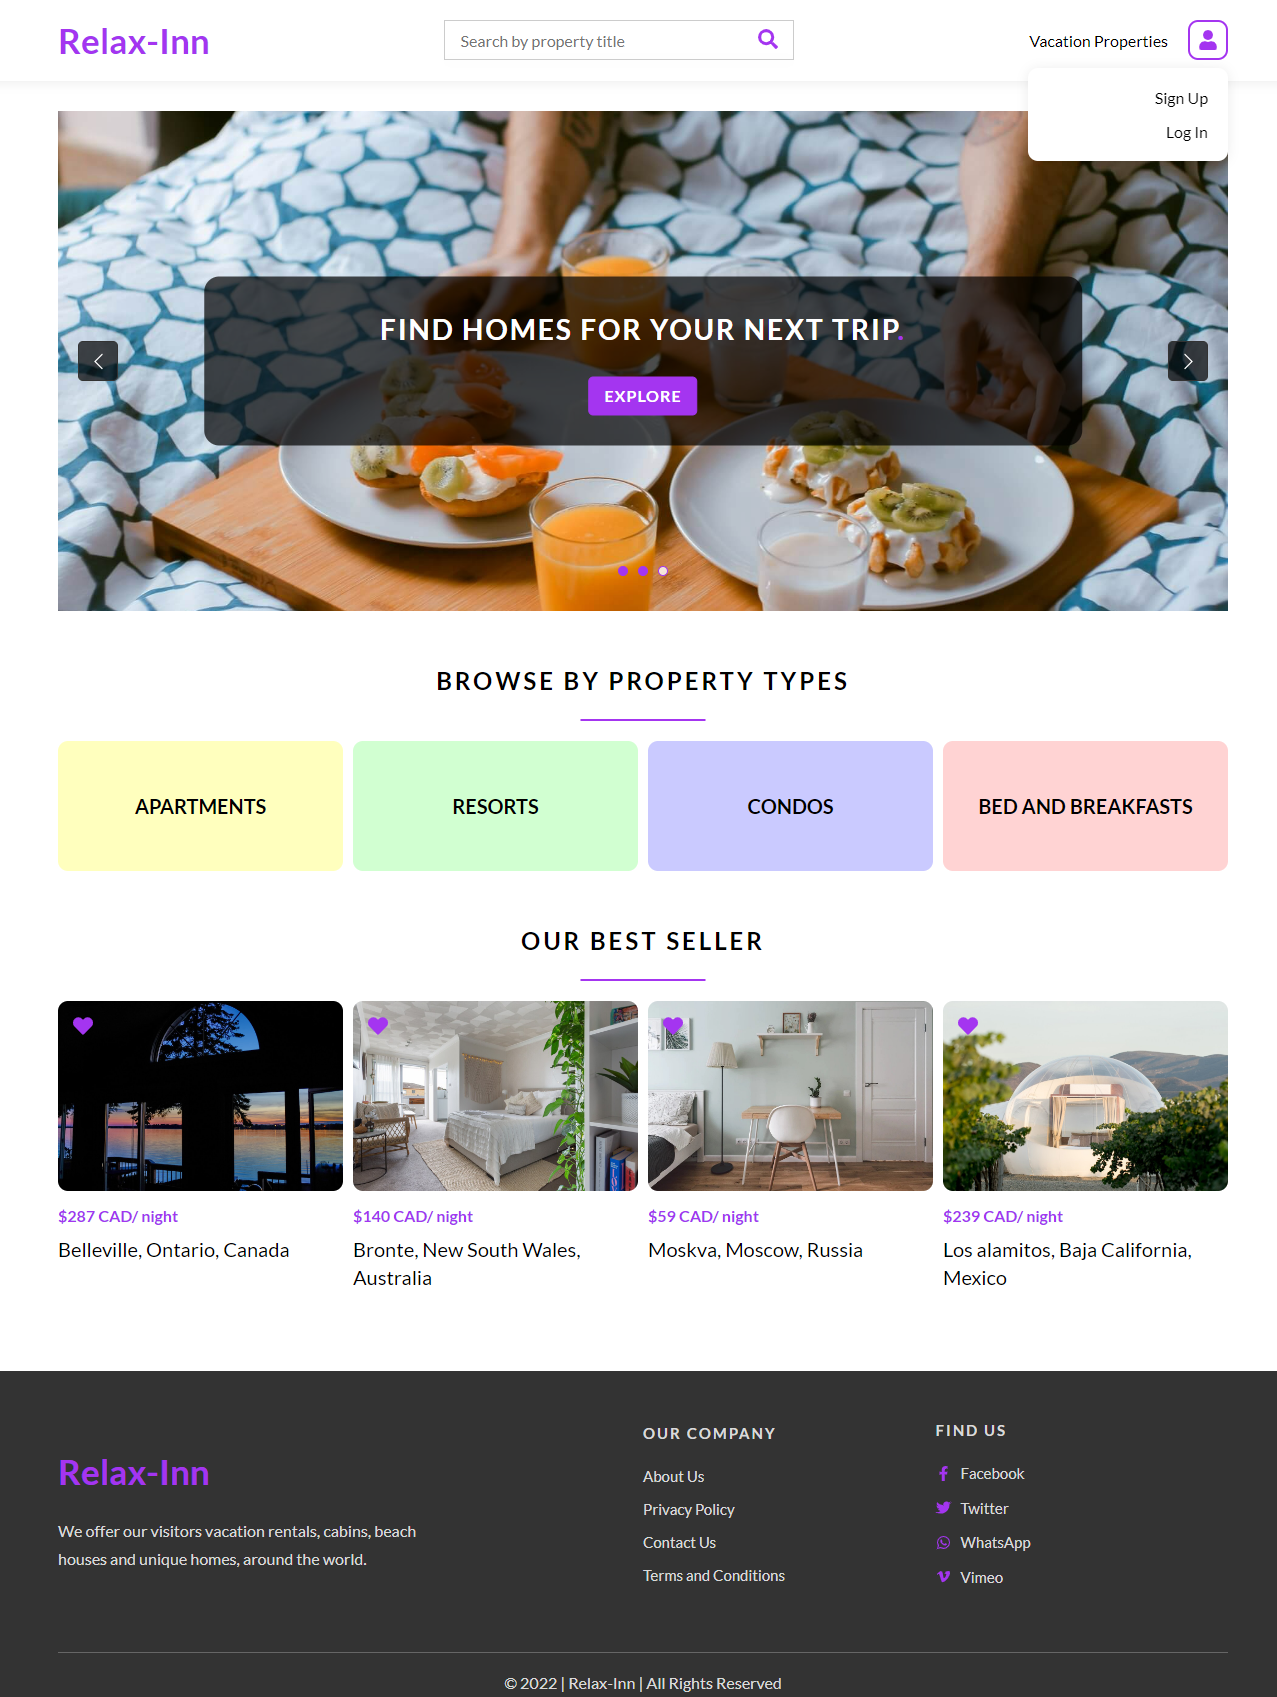 Relax-Inn
Search by property title
Vacation Properties
Sign Up
Log In
FIND HOMES FOR YOUR NEXT TRIP.
EXPLORE
BROWSE BY PROPERTY TYPES
APARTMENTS
RESORTS
CONDOS
BED AND BREAKFASTS
OUR BEST SELLER
$287 CAD/ night
Belleville, Ontario, Canada
$140 CAD/ night
Bronte, New South Wales,
Australia
$59 CAD/ night
Moskva, Moscow, Russia
$239 CAD/ night
Los alamitos, Baja California,
Mexico
Relax-Inn
We offer our visitors vacation rentals, cabins, beach
houses and unique homes, around the world.
OUR COMPANY
About Us
Privacy Policy
Contact Us
Terms and Conditions
FIND US
Facebook
Twitter
WhatsApp
Vimeo
© 2022 | Relax-Inn | All Rights Reserved